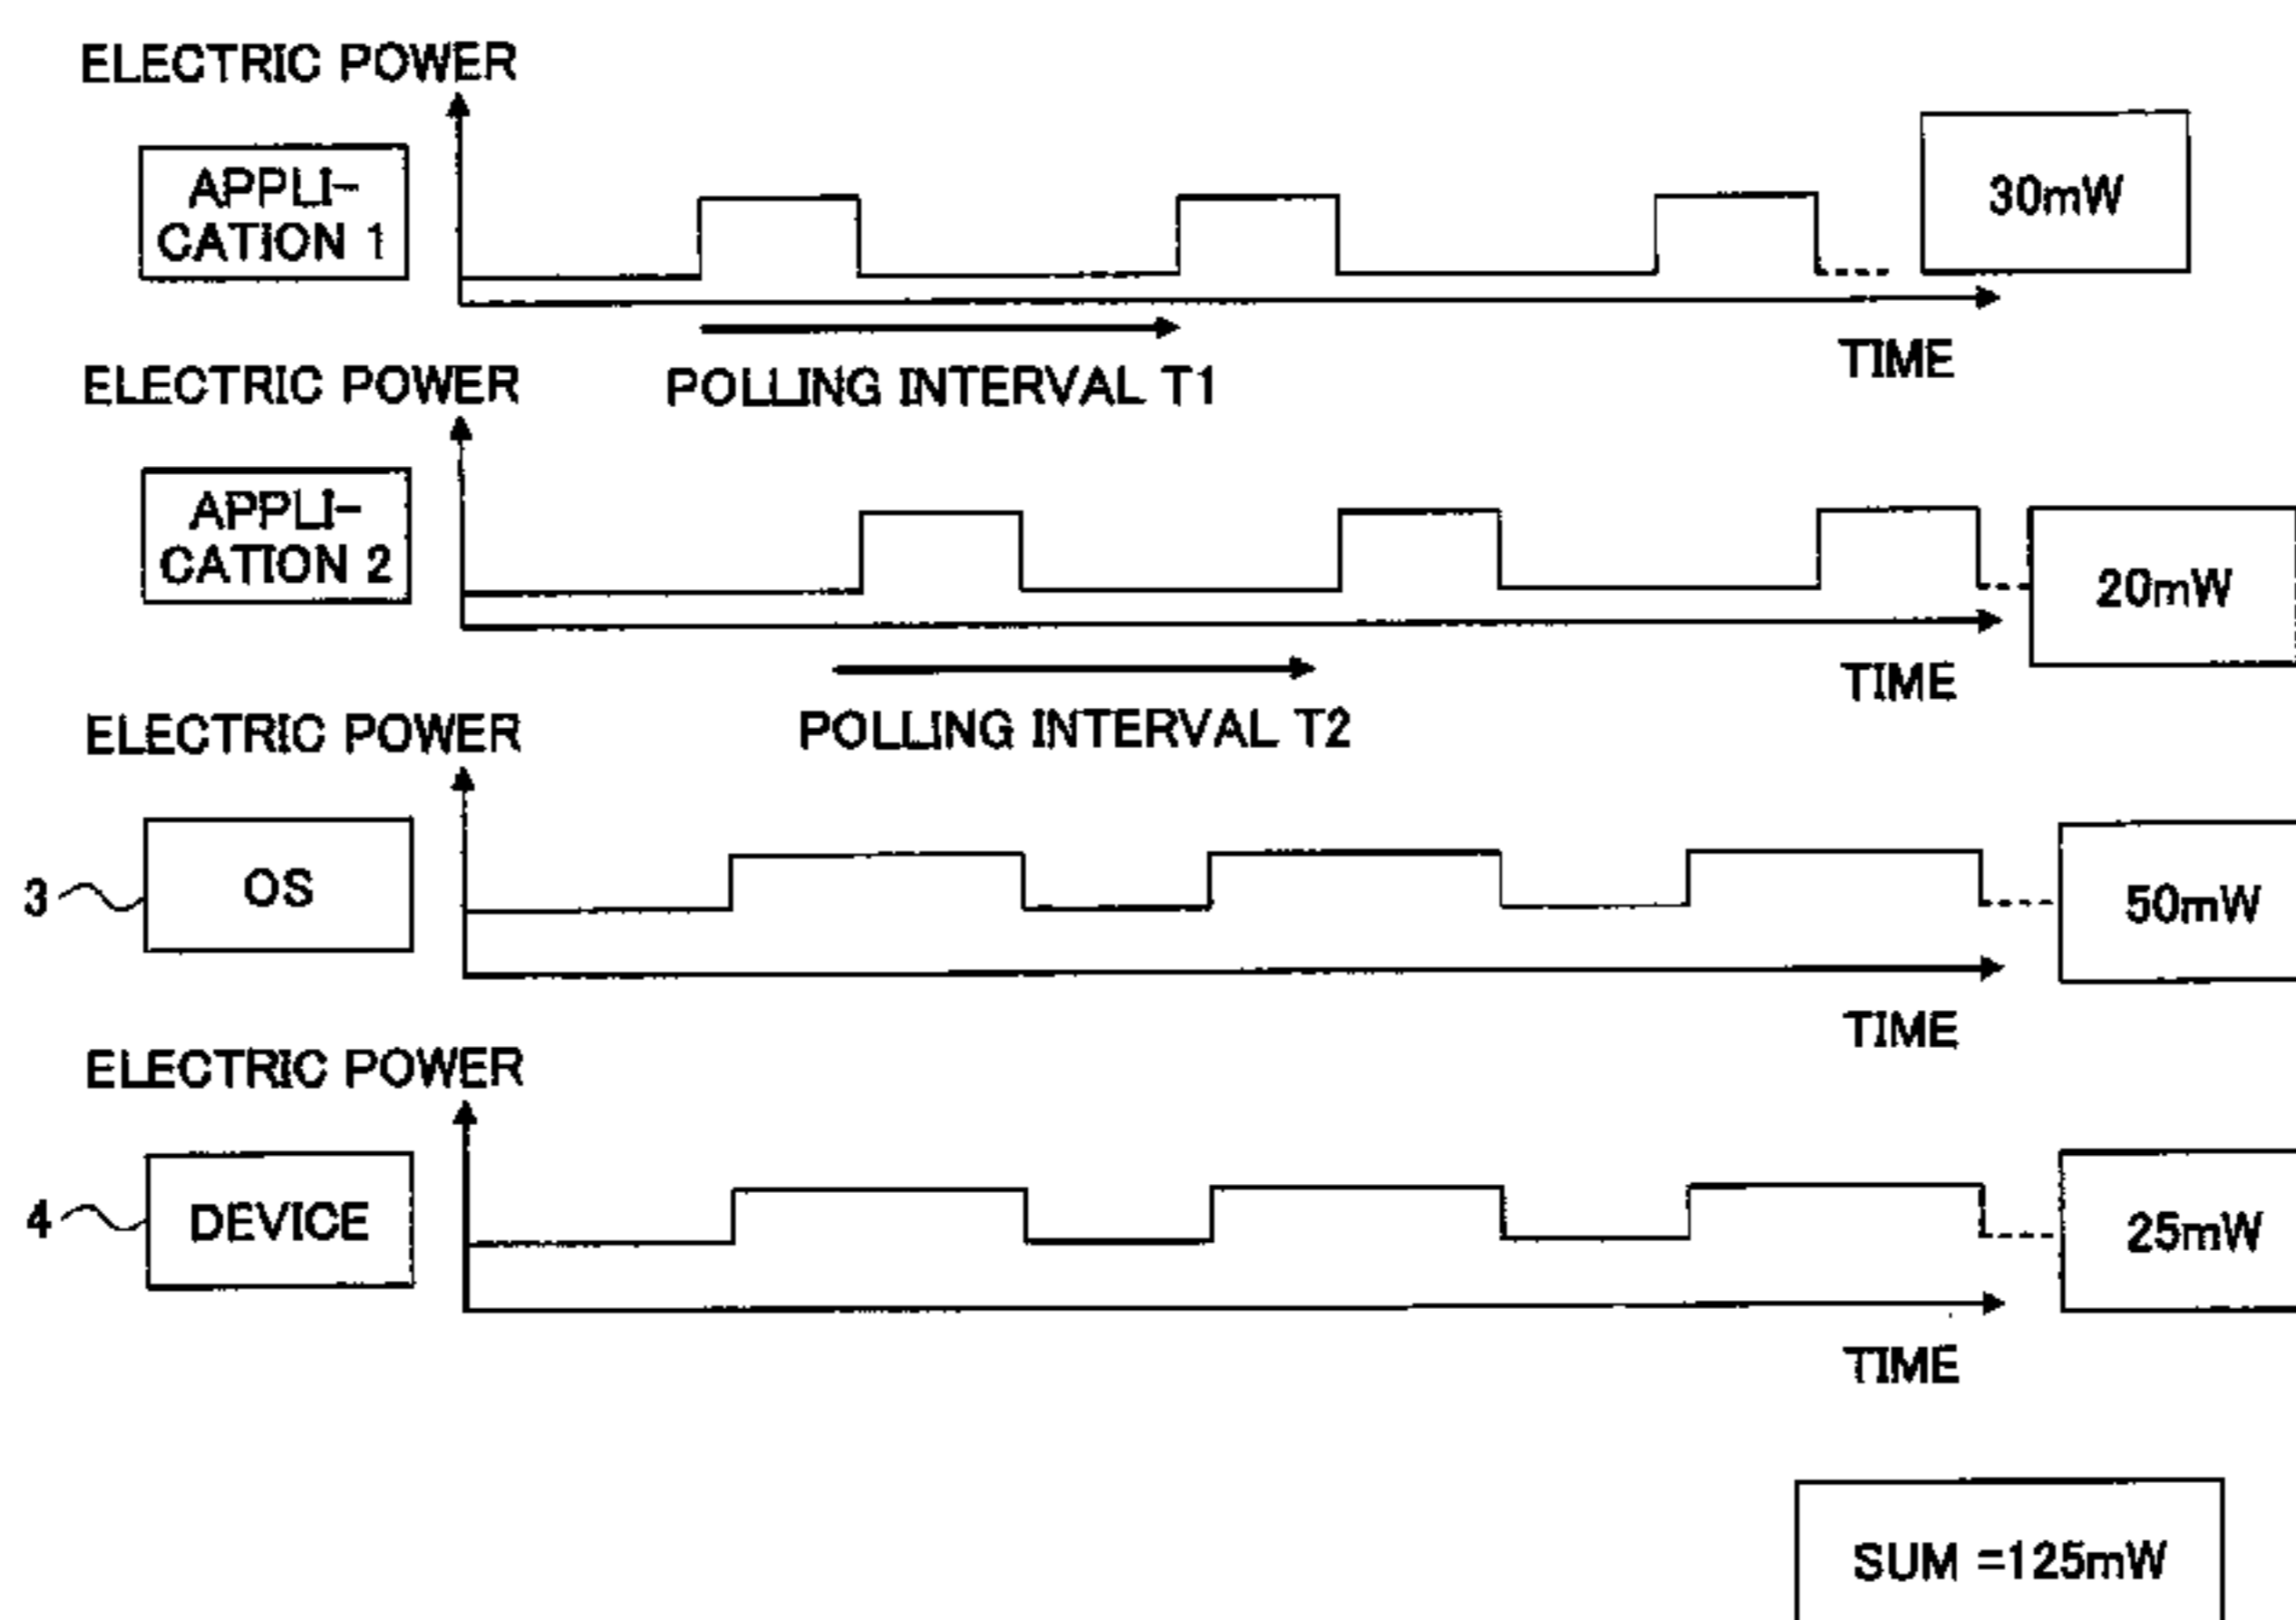 ELECTRIC POWER
APPLI-
CATION 1
30mW
TIME
POLLING INTERVAL T1
ELECTRIC POWER
APPLI-
CATION 2
20mW
TIME
POLLING INTERVAL T2
ELECTRIC POWER
3
OS
50mW
TIME
ELECTRIC POWER
4
DEVICE
25mW
TIME
SUM =125mW